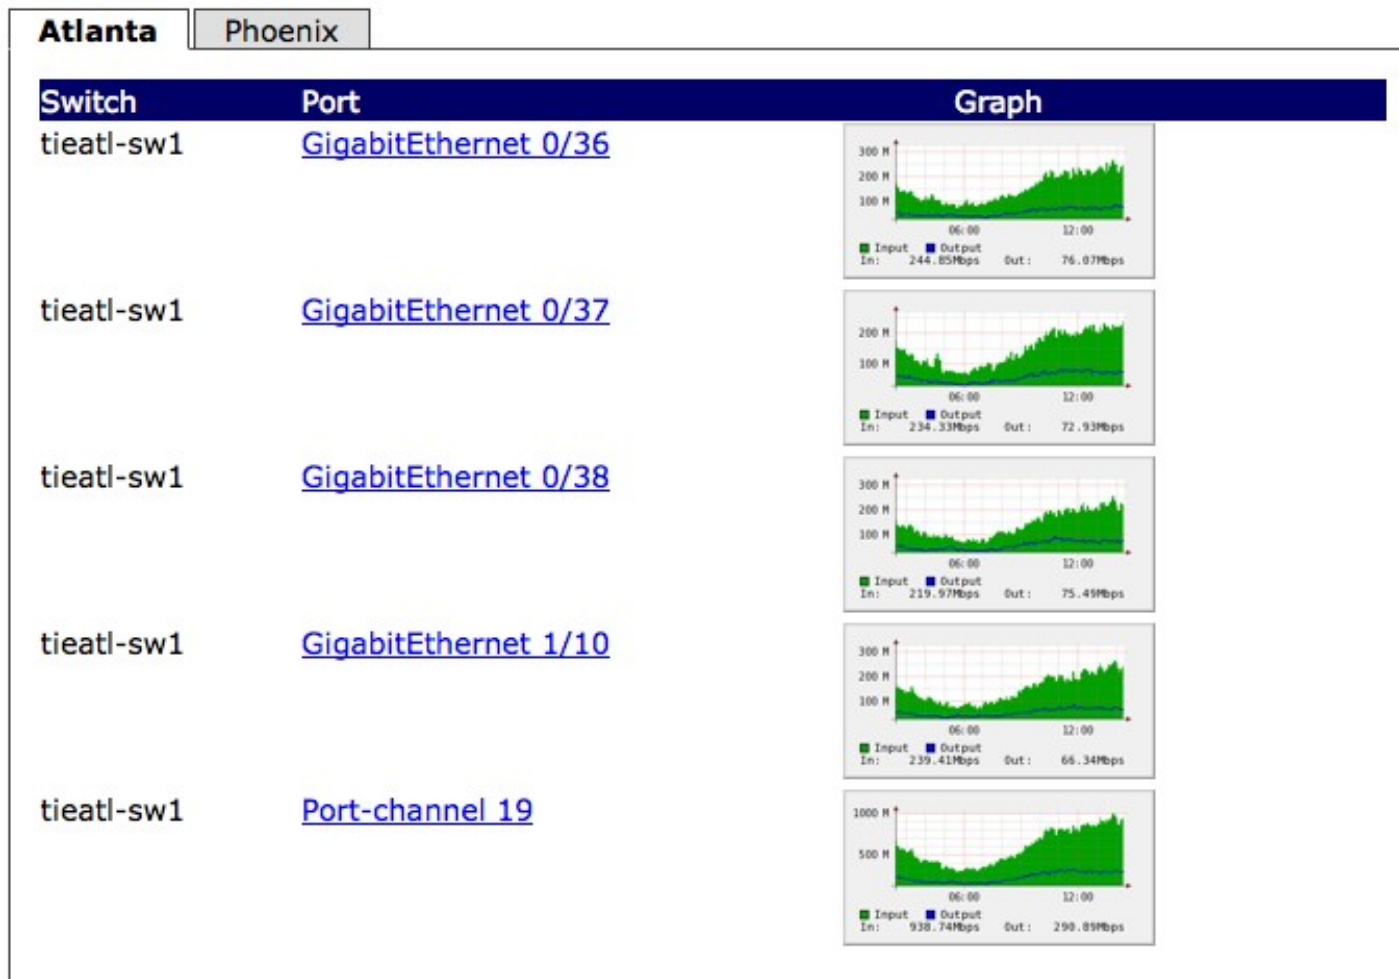 Atlanta Phoenix
Switch Port Graph
tieatl-sw1 GigabitEthernet 0/36
300 M
200 M
100 M
06:00 12:00
Input Output
In: 244.85Mbps Out: 76.07Mbps
tieatl-sw1 GigabitEthernet 0/37
200 M
100 M
06:00 12:00
Input Output
In: 234.33Mbps Out: 72.93Mbps
tieatl-sw1 GigabitEthernet 0/38
300 M
200 M
100 M
06:00 12:00
Input Output
In: 219.97Mbps Out: 75.49Mbps
tieatl-sw1 GigabitEthernet 1/10
300 M
200 M
100 M
06:00 12:00
Input Output
In: 239.41Mbps Out: 66.34Mbps
tieatl-sw1 Port-channel 19
1000 M
500 M
06:00 12:00
Input Output
In: 938.74Mbps Out: 290.89Mbps